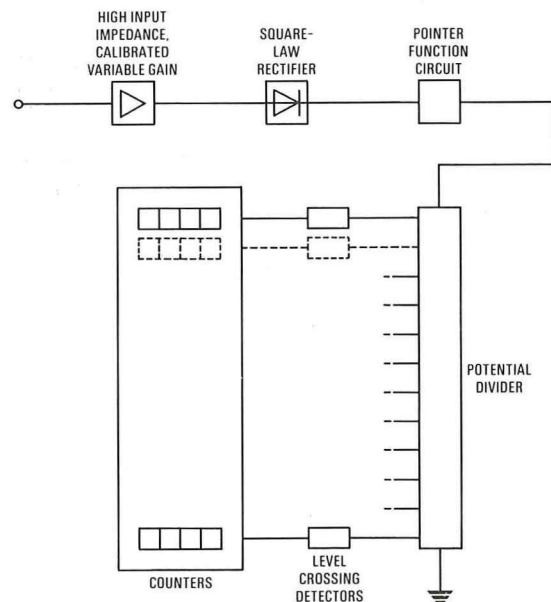 HIGH INPUT
IMPEDANCE,
CALIBRATED
VARIABLE GAIN
SQUARE-
LAW
RECTIFIER
POINTER
FUNCTION
CIRCUIT
POTENTIAL
DIVIDER
COUNTERS
LEVEL
CROSSING
DETECTORS